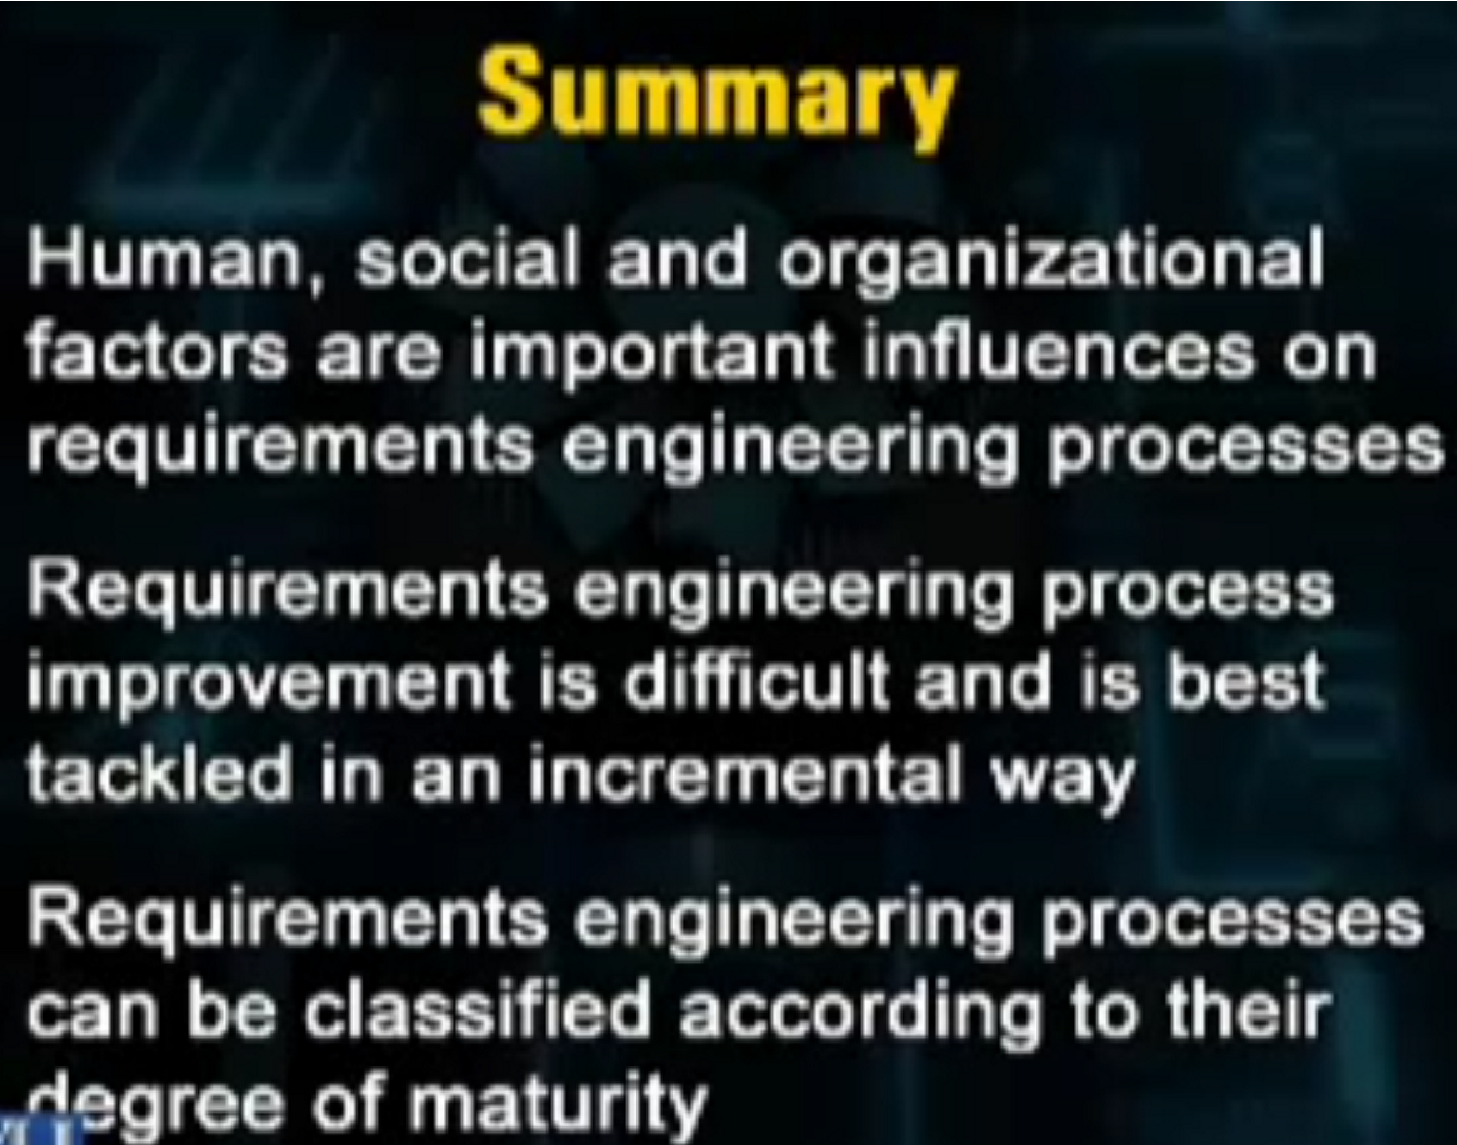 Summary
Human, social and organizational
factors are important influences on
requirements engineering processes
Requirements engineering process
improvement is difficult and is best
tackled in an incremental way
Requirements engineering processes
can be classified according to their
degree of maturity